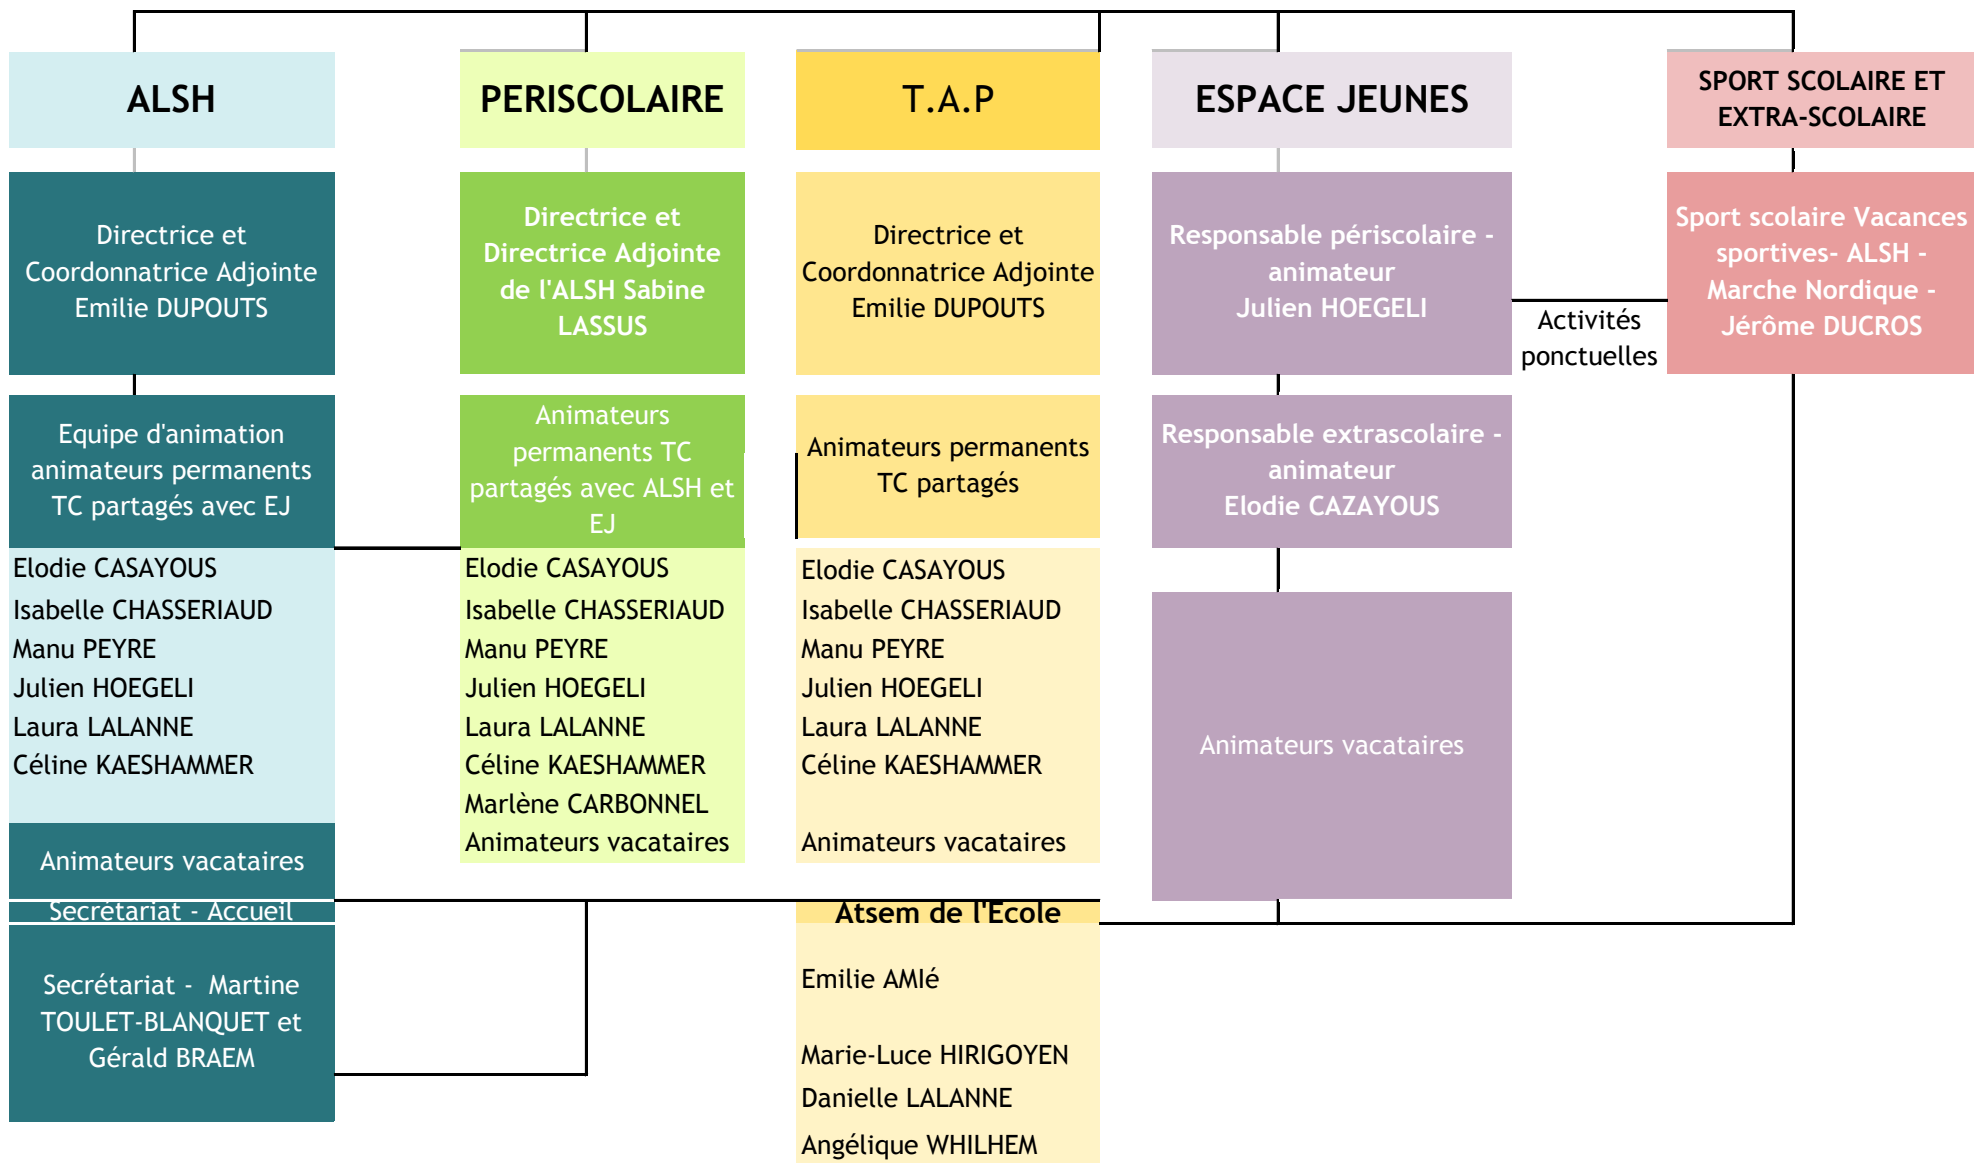 ALSH
PERISCOLAIRE
T.A.P
ESPACE JEUNES
SPORT SCOLAIRE ET
EXTRA-SCOLAIRE
Directrice et
Coordonnatrice Adjointe
Emilie DUPOUTS
Directrice et
Directrice Adjointe
de l'ALSH Sabine
LASSUS
Directrice et
Coordonnatrice Adjointe
Emilie DUPOUTS
Responsable périscolaire -
animateur
Julien HOEGELI
Activités
ponctuelles
Sport scolaire Vacances
sportives- ALSH -
Marche Nordique -
Jérôme DUCROS
Equipe d'animation
animateurs permanents
TC partagés avec EJ
Animateurs
permanents TC
partagés avec ALSH et
EJ
Animateurs permanents
TC partagés
Responsable extrascolaire -
animateur
Elodie CAZAYOUS
Elodie CASAYOUS
Isabelle CHASSERIAUD
Manu PEYRE
Julien HOEGELI
Laura LALANNE
Céline KAESHAMMER
Elodie CASAYOUS
Isabelle CHASSERIAUD
Manu PEYRE
Julien HOEGELI
Laura LALANNE
Céline KAESHAMMER
Marlène CARBONNEL
Animateurs vacataires
Elodie CASAYOUS
Isabelle CHASSERIAUD
Manu PEYRE
Julien HOEGELI
Laura LALANNE
Céline KAESHAMMER
Animateurs vacataires
Animateurs vacataires
Animateurs vacataires
Secrétariat - Accueil
Secrétariat -  Martine
TOULET-BLANQUET et
Gérald BRAEM
Atsem de l'Ecole
Emilie AMIé
Marie-Luce HIRIGOYEN
Danielle LALANNE
Angélique WHILHEM